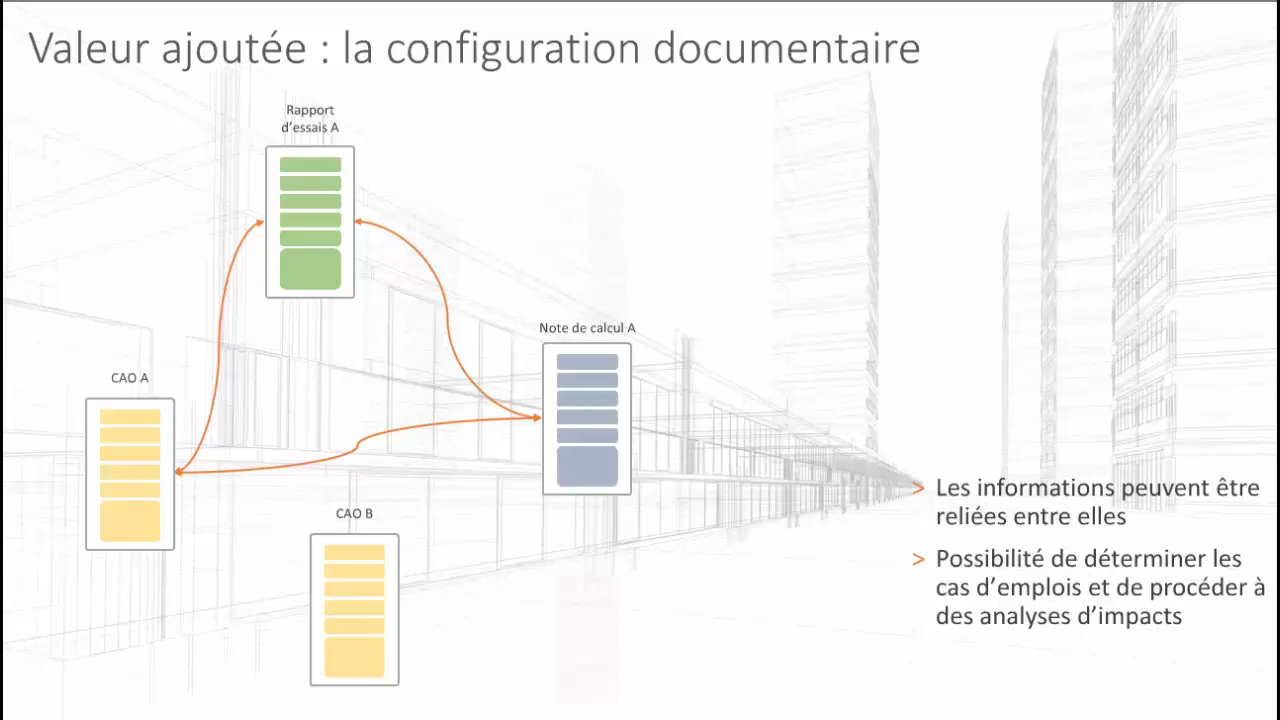 Valeur ajoutée : la configuration documentaire
Rapport
d’essais A
Note de calcul A
CAO A
CAO B
> Les informations peuvent être
reliées entre elles
> Possibilité de déterminer les
cas d’emplois et de procéder à
des analyses d’impacts